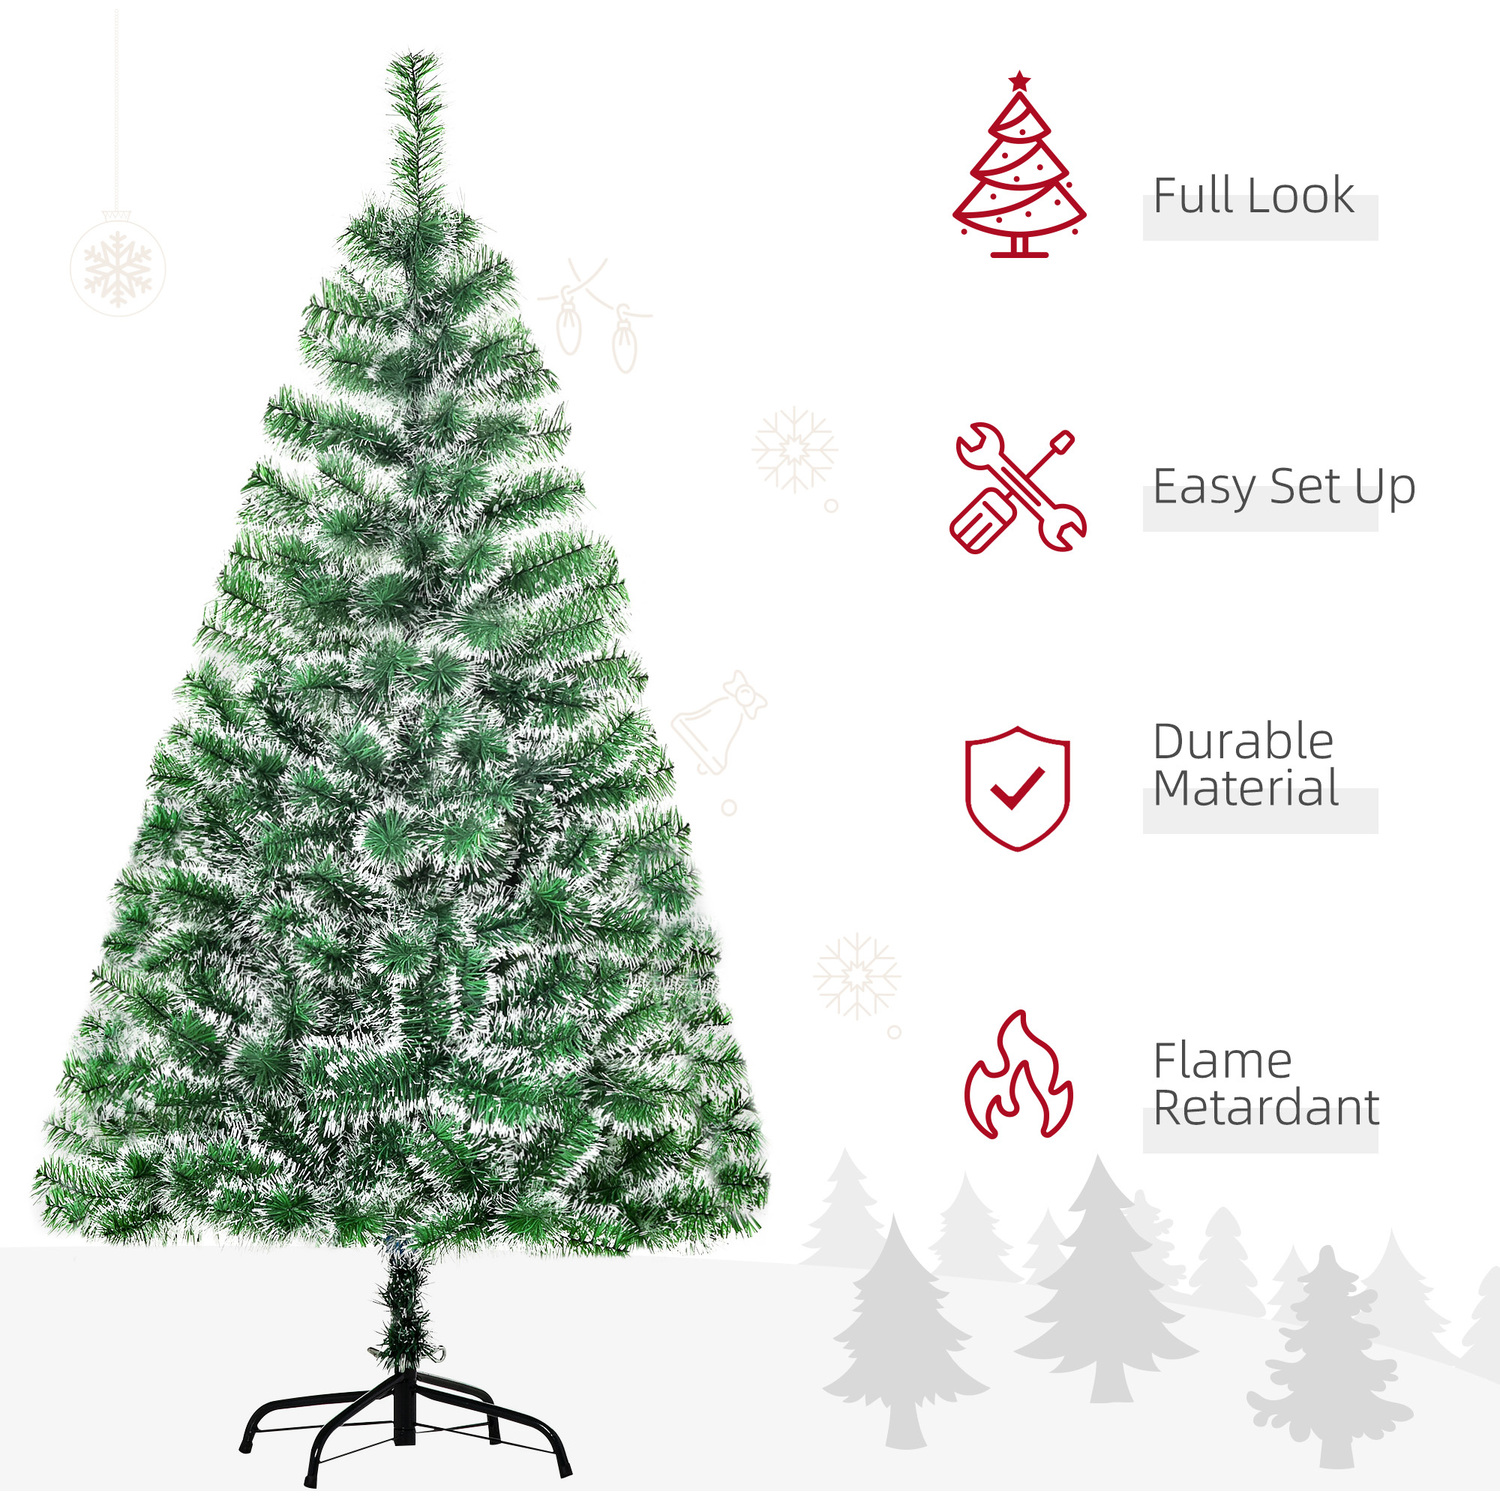 Full Look
Easy Set Up
Durable
Material
Flame
Retardant